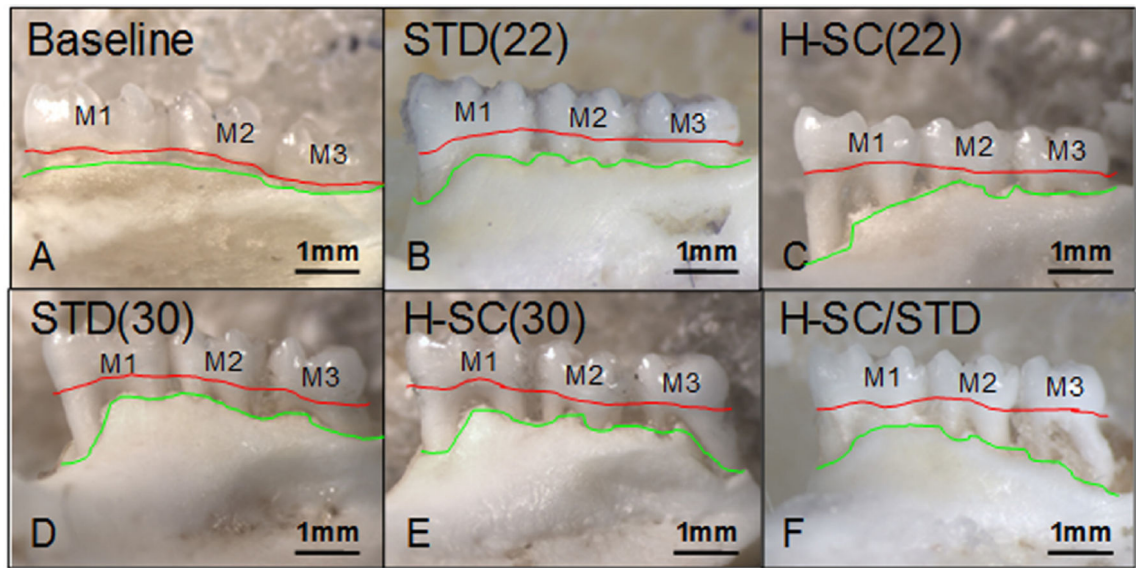 Baseline
M1
M2
M3
A
1mm
STD(22)
M1
M2
M3
B
1mm
H-SC(22)
M1
M2
M3
C
1mm
STD(30)
M1
M2
M3
D
1mm
H-SC(30)
M1
M2
M3
E
1mm
H-SC/STD
M1
M2
M3
F
1mm